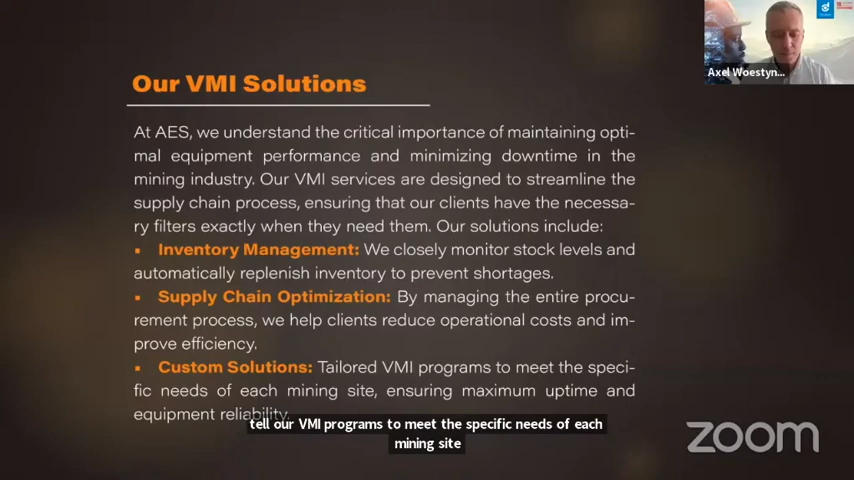 Our VMI Solutions
Axel Woestyn...
At AES, we understand the critical importance of maintaining opti-
mal equipment performance and minimizing downtime in the
mining industry. Our VMI services are designed to streamline the
supply chain process, ensuring that our clients have the necessa-
ry filters exactly when they need them. Our solutions include:
▪ Inventory Management: We closely monitor stock levels and
automatically replenish inventory to prevent shortages.
▪ Supply Chain Optimization: By managing the entire procu-
rement process, we help clients reduce operational costs and im-
prove efficiency.
▪ Custom Solutions: Tailored VMI programs to meet the speci-
fic needs of each mining site, ensuring maximum uptime and
equipment reliability.
tell our VMI programs to meet the specific needs of each
mining site
zoom